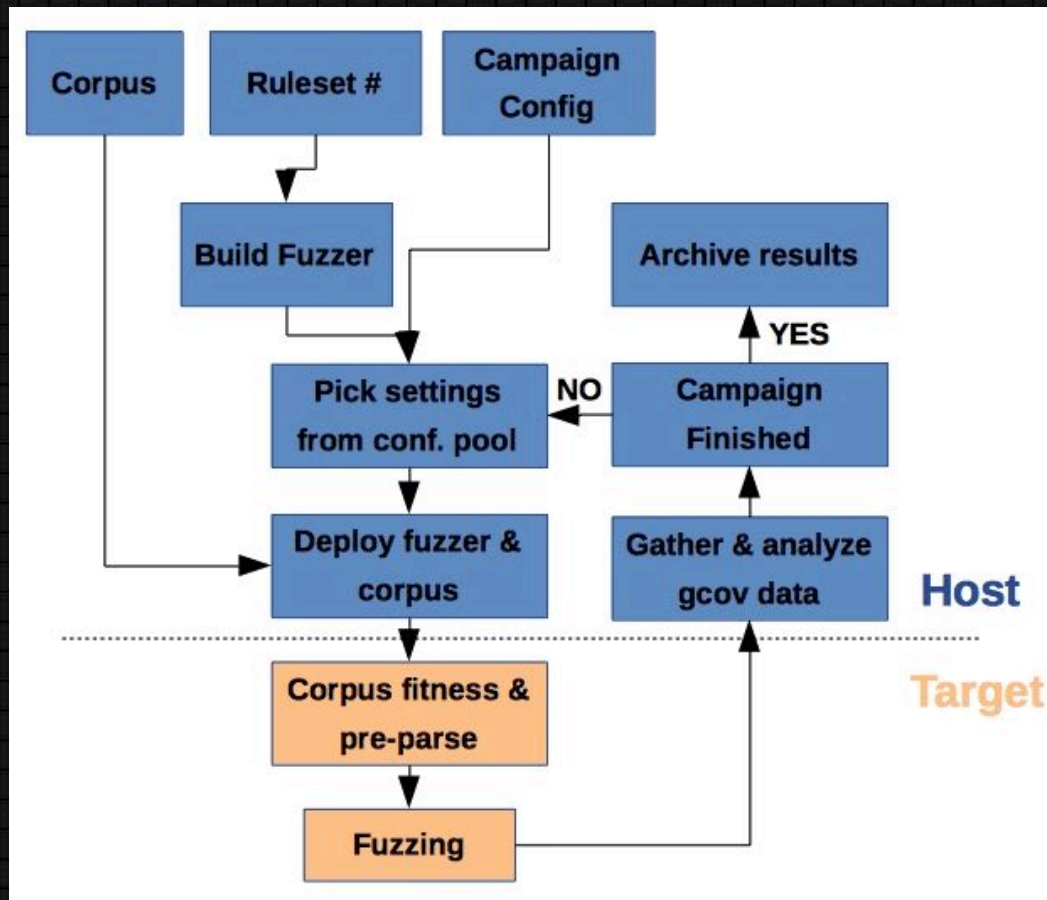 Corpus
Ruleset #
Campaign
Config
Build Fuzzer
Archive results
YES
Pick settings
from conf. pool
NO
Campaign
Finished
Deploy fuzzer &
corpus
Gather & analyze
gcov data
Host
Corpus fitness &
pre-parse
Target
Fuzzing